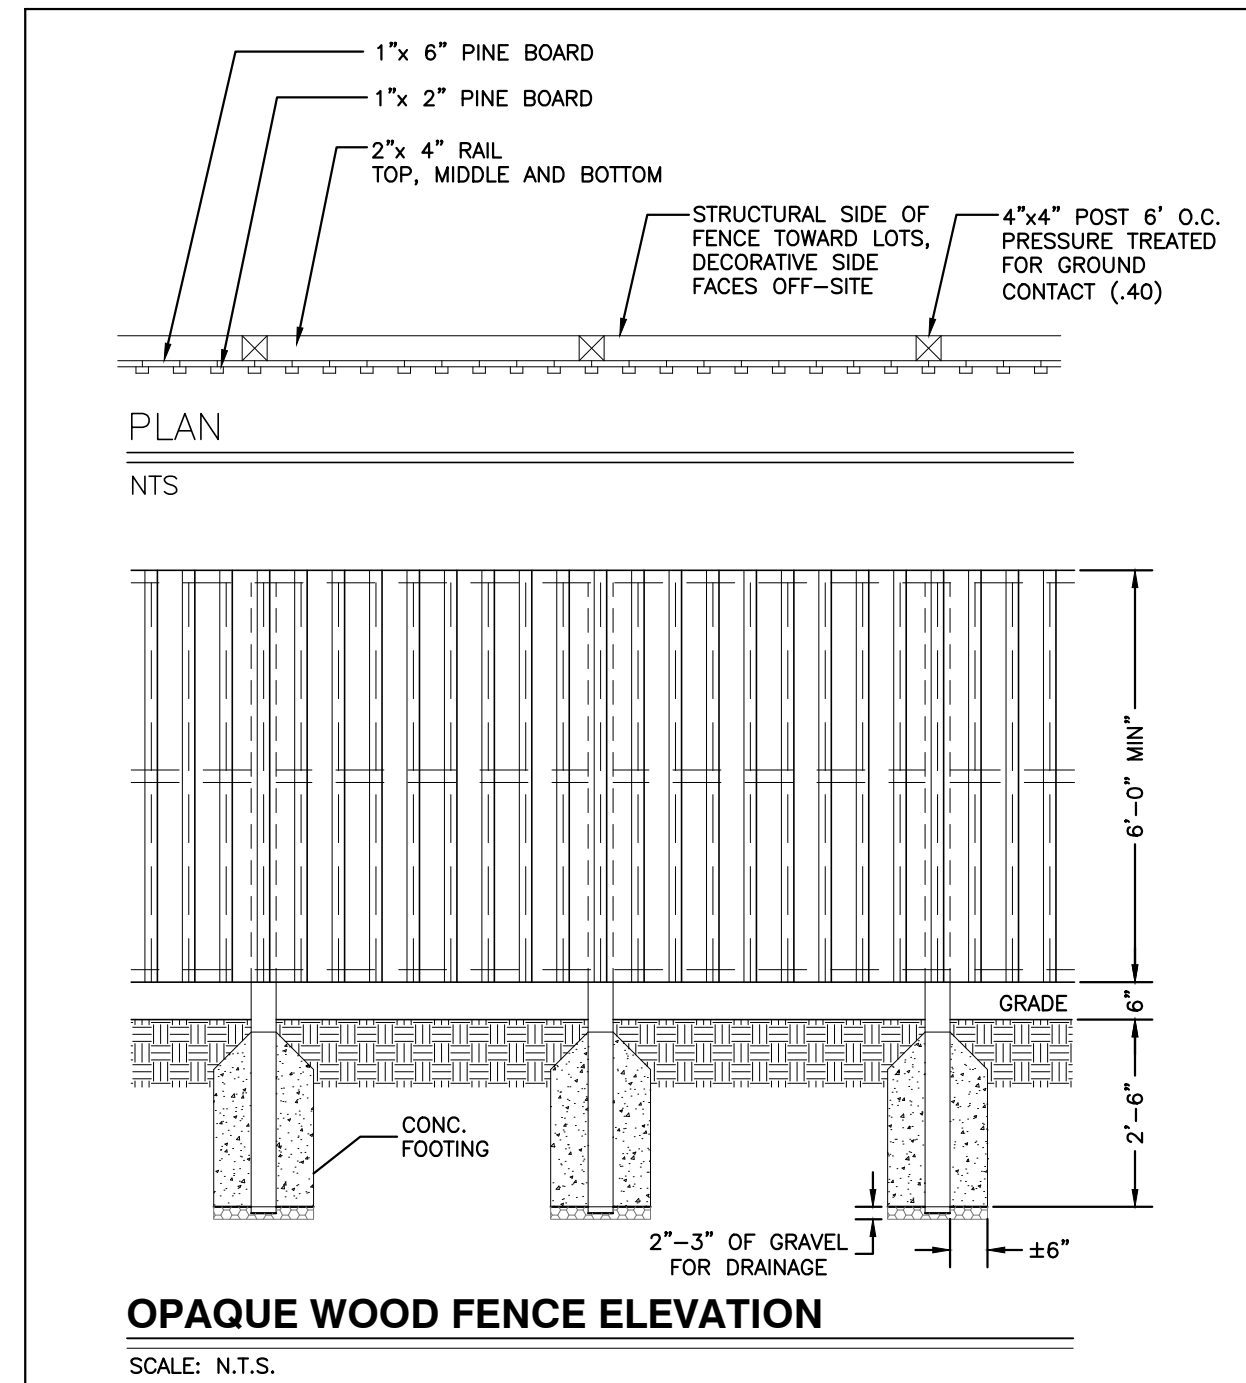 1”x 6” PINE BOARD
1”x 2” PINE BOARD
2”x 4” RAIL
TOP, MIDDLE AND BOTTOM
STRUCTURAL SIDE OF
FENCE TOWARD LOTS,
DECORATIVE SIDE
FACES OFF–SITE
4”x4” POST 6’ O.C.
PRESSURE TREATED
FOR GROUND
CONTACT (.40)
PLAN
NTS
6’–0” MIN”
GRADE
6”
2’–6”
CONC.
FOOTING
2”–3” OF GRAVEL
FOR DRAINAGE
±6”
OPAQUE WOOD FENCE ELEVATION
SCALE: N.T.S.